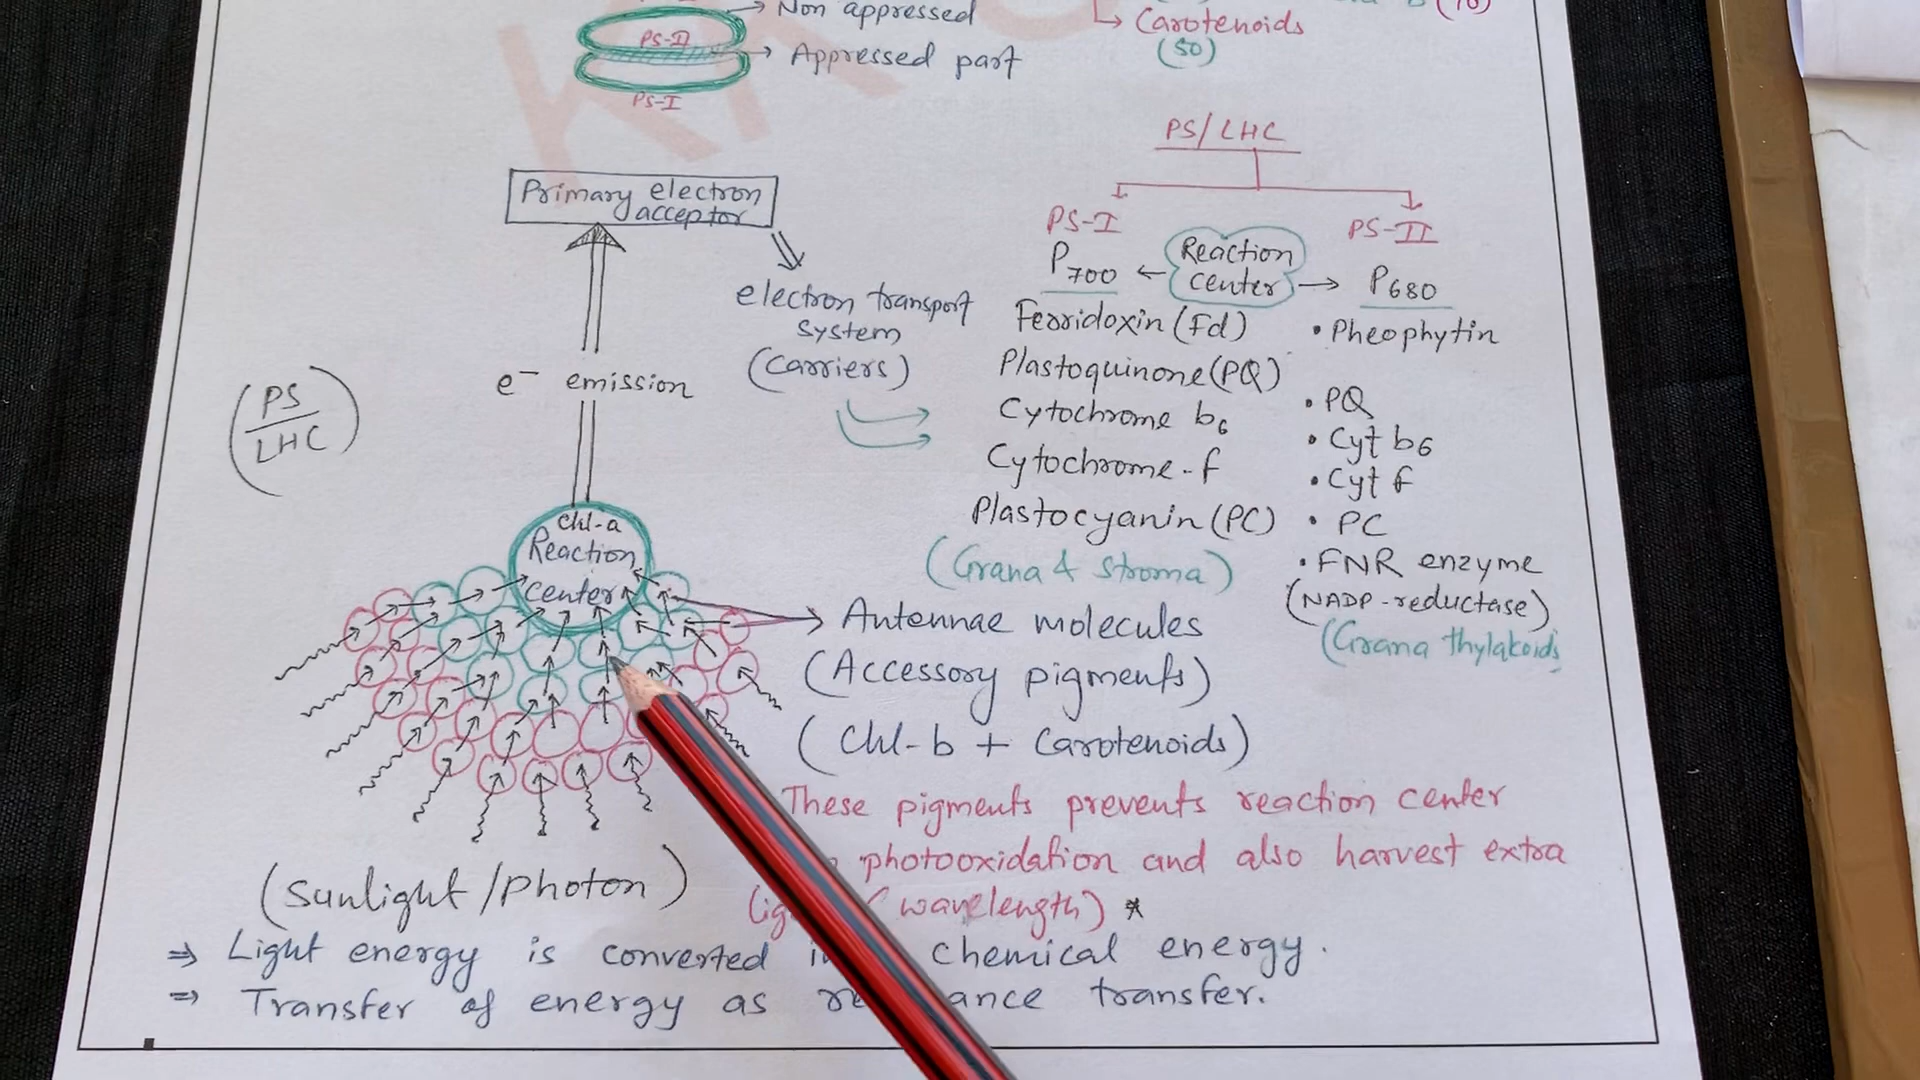 Non appressed
PS-II
Appressed part
PS-I
Carotenoids
(50)
PS/LHC
PS-I
PS-II
Reaction
center
P700
P680
Ferridoxin (Fd)
Plastoquinone (PQ)
Cytochrome b6
Cytochrome-f
Plastocyanin (PC)
(Grana & Stroma)
• Pheophytin
• PQ
• Cyt b6
• Cyt f
• PC
• FNR enzyme
(NADP-reductase)
(Grana thylakoids
Primary electron
acceptor
electron transport
system
(carriers)
e⁻ emission
(PS
LHC)
Chl-a
Reaction
center
Antennae molecules
(Accessory pigments)
(Chl-b + Carotenoids)
These pigments prevents reaction center
photooxidation and also harvest extra
wavelength) *
(Sunlight/Photon)
⇒ Light energy is converted chemical energy.
⇒ Transfer of energy as transfer.